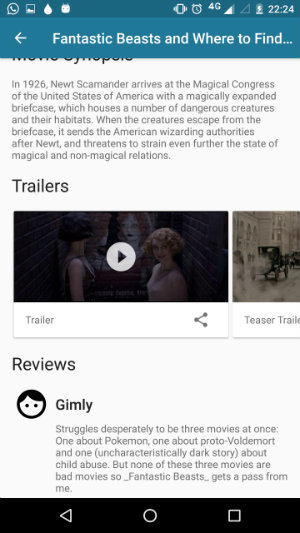 4G 22:24
Fantastic Beasts and Where to Find...
Movie Synopsis
In 1926, Newt Scamander arrives at the Magical Congress
of the United States of America with a magically expanded
briefcase, which houses a number of dangerous creatures
and their habitats. When the creatures escape from the
briefcase, it sends the American wizarding authorities
after Newt, and threatens to strain even further the state of
magical and non-magical relations.
Trailers
Trailer
Teaser Traile
Reviews
Gimly
Struggles desperately to be three movies at once:
One about Pokemon, one about proto-Voldemort
and one (uncharacteristically dark story) about
child abuse. But none of these three movies are
bad movies so _Fantastic Beasts_ gets a pass from
me.